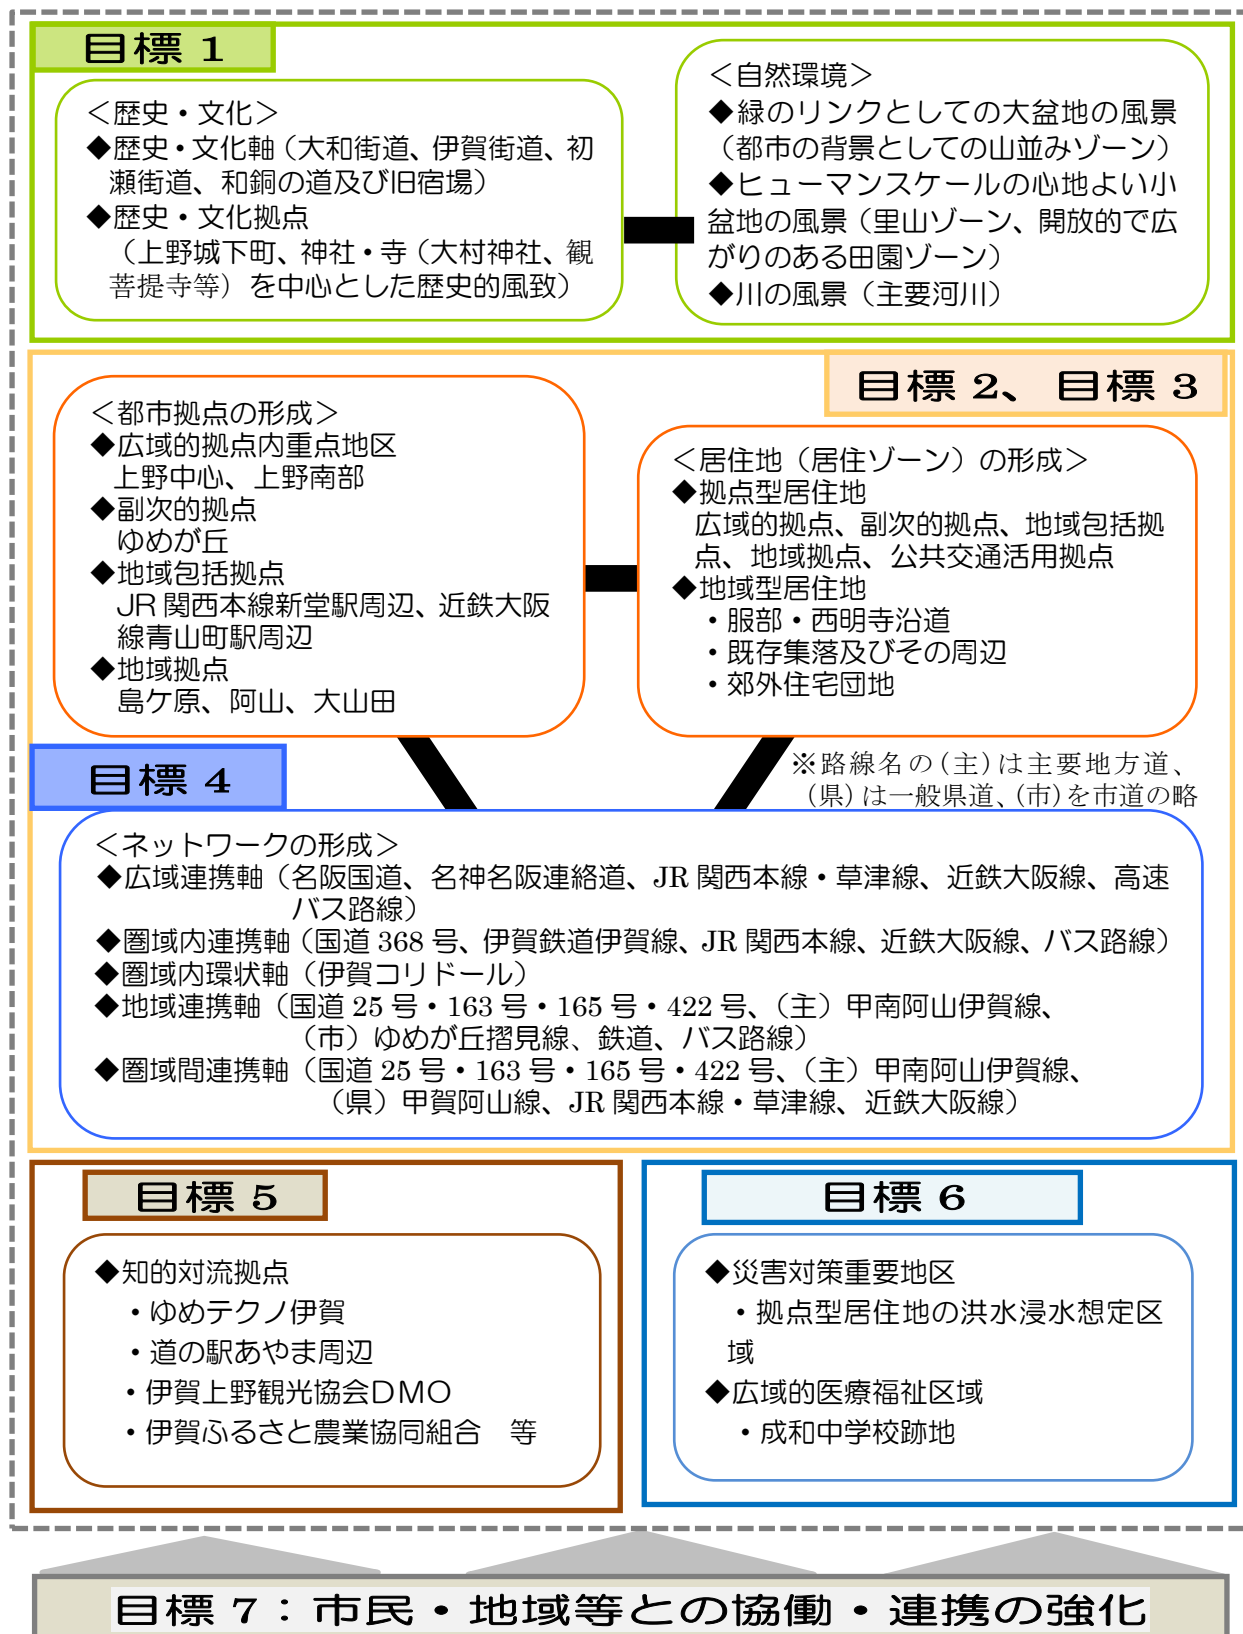 目標 1
＜歴史・文化＞
◆歴史・文化軸（大和街道、伊賀街道、初
瀬街道、和銅の道及び旧宿場）
◆歴史・文化拠点
（上野城下町、神社・寺（大村神社、観
菩提寺等）を中心とした歴史的風致）
＜自然環境＞
◆緑のリンクとしての大盆地の風景
（都市の背景としての山並みゾーン）
◆ヒューマンスケールの心地よい小
盆地の風景（里山ゾーン、開放的で広
がりのある田園ゾーン）
◆川の風景（主要河川）
目標 2、目標 3
＜都市拠点の形成＞
◆広域的拠点内重点地区
上野中心、上野南部
◆副次的拠点
ゆめが丘
◆地域包括拠点
JR 関西本線新堂駅周辺、近鉄大阪
線青山町駅周辺
◆地域拠点
島ケ原、阿山、大山田
＜居住地（居住ゾーン）の形成＞
◆拠点型居住地
広域的拠点、副次的拠点、地域包括拠
点、地域拠点、公共交通活用拠点
◆地域型居住地
・服部・西明寺沿道
・既存集落及びその周辺
・郊外住宅団地
※路線名の(主)は主要地方道、
(県)は一般県道、(市)を市道の略
目標 4
＜ネットワークの形成＞
◆広域連携軸（名阪国道、名神名阪連絡道、JR 関西本線・草津線、近鉄大阪線、高速
バス路線）
◆圏域内連携軸（国道 368 号、伊賀鉄道伊賀線、JR 関西本線、近鉄大阪線、バス路線）
◆圏域内環状軸（伊賀コリドール）
◆地域連携軸（国道 25 号・163 号・165 号・422 号、（主）甲南阿山伊賀線、
（市）ゆめが丘摺見線、鉄道、バス路線）
◆圏域間連携軸（国道 25 号・163 号・165 号・422 号、（主）甲南阿山伊賀線、
（県）甲賀阿山線、JR 関西本線・草津線、近鉄大阪線）
目標 5
◆知的対流拠点
・ゆめテクノ伊賀
・道の駅あやま周辺
・伊賀上野観光協会DMO
・伊賀ふるさと農業協同組合　等
目標 6
◆災害対策重要地区
・拠点型居住地の洪水浸水想定区
域
◆広域的医療福祉区域
・成和中学校跡地
目標 7：市民・地域等との協働・連携の強化